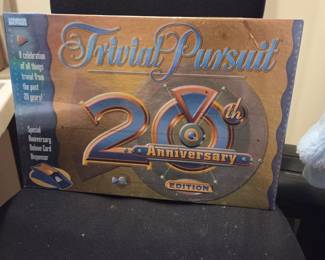 Trivial Pursuit
A celebration
of all things
trivial from
the past
20 years!
20th
Anniversary
EDITION
Special
Anniversary
Deluxe Card
Dispenser